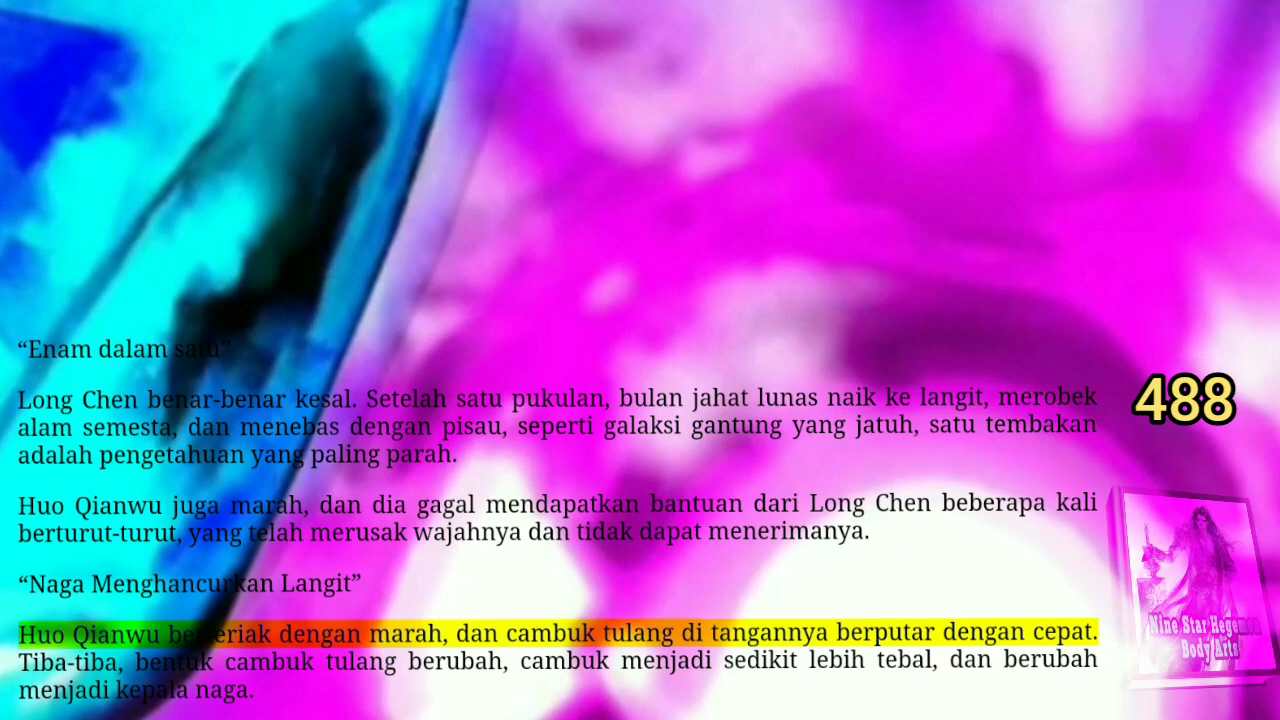 “Enam dalam satu”
Long Chen benar-benar kesal. Setelah satu pukulan, bulan jahat lunas naik ke langit, merobek
alam semesta, dan menebas dengan pisau, seperti galaksi gantung yang jatuh, satu tembakan
adalah pengetahuan yang paling parah.
Huo Qianwu juga marah, dan dia gagal mendapatkan bantuan dari Long Chen beberapa kali
berturut-turut, yang telah merusak wajahnya dan tidak dapat menerimanya.
“Naga Menghancurkan Langit”
Huo Qianwu berteriak dengan marah, dan cambuk tulang di tangannya berputar dengan cepat.
Tiba-tiba, bentuk cambuk tulang berubah, cambuk menjadi sedikit lebih tebal, dan berubah
menjadi kepala naga.
488
Nine Star Hegemon
Body Arts